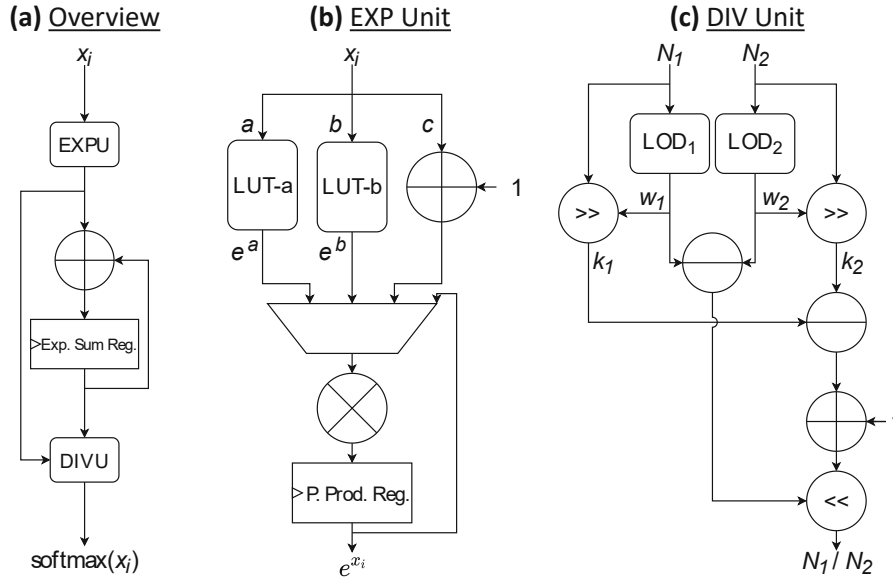 (a) Overview
x_i
EXPU
>Exp. Sum Reg.
DIVU
softmax(x_i)
(b) EXP Unit
x_i
a b c
LUT-a LUT-b 1
e^a e^b
>P. Prod. Reg.
e^{x_i}
(c) DIV Unit
N_1 N_2
LOD_1 LOD_2
>> w_1 w_2 >>
k_1 k_2
<<
N_1 / N_2